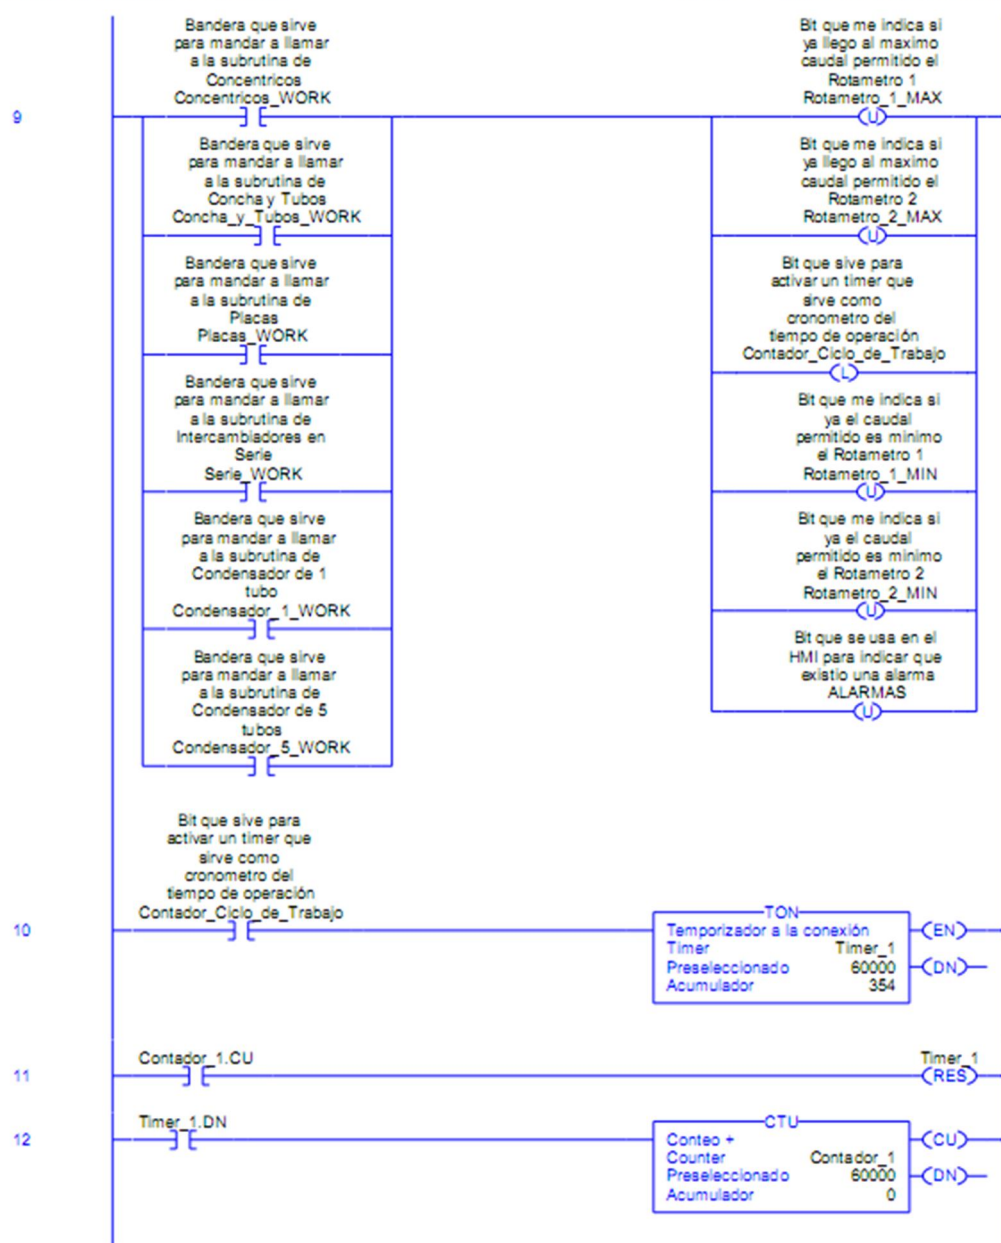 Bandera que sirve
para mandar a llamar
a la subrutina de
Concentricos
Concentricos_WORK
Bit que me indica si
ya llego al maximo
caudal permitido el
Rotametro 1
Rotametro_1_MAX
9
U
Bandera que sirve
para mandar a llamar
a la subrutina de
Concha y Tubos
Concha_y_Tubos_WORK
Bit que me indica si
ya llego al maximo
caudal permitido el
Rotametro 2
Rotametro_2_MAX
U
Bandera que sirve
para mandar a llamar
a la subrutina de
Placas
Placas_WORK
Bit que sive para
activar un timer que
sirve como
cronometro del
tiempo de operación
Contador_Ciclo_de_Trabajo
L
Bandera que sirve
para mandar a llamar
a la subrutina de
Intercambiadores en
Serie
Serie_WORK
Bit que me indica si
ya el caudal
permitido es minimo
el Rotametro 1
Rotametro_1_MIN
U
Bandera que sirve
para mandar a llamar
a la subrutina de
Condensador de 1
tubo
Condensador_1_WORK
Bit que me indica si
ya el caudal
permitido es minimo
el Rotametro 2
Rotametro_2_MIN
U
Bandera que sirve
para mandar a llamar
a la subrutina de
Condensador de 5
tubos
Condensador_5_WORK
Bit que se usa en el
HMI para indicar que
existio una alarma
ALARMAS
U
Bit que sive para
activar un timer que
sirve como
cronometro del
tiempo de operación
Contador_Ciclo_de_Trabajo
10
TON
Temporizador a la conexión
Timer Timer_1
Preseleccionado 60000
Acumulador 354
EN
DN
Contador_1.CU
Timer_1
11
RES
Timer_1.DN
12
CTU
Conteo +
Counter Contador_1
Preseleccionado 60000
Acumulador 0
CU
DN